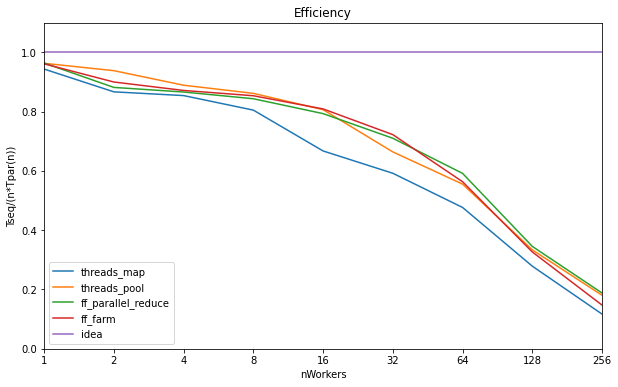 Efficiency
Tseq/(n*Tpar(n))
1.0
0.8
0.6
0.4
0.2
0.0
threads_map
threads_pool
ff_parallel_reduce
ff_farm
idea
1 2 4 8 16 32 64 128 256
nWorkers